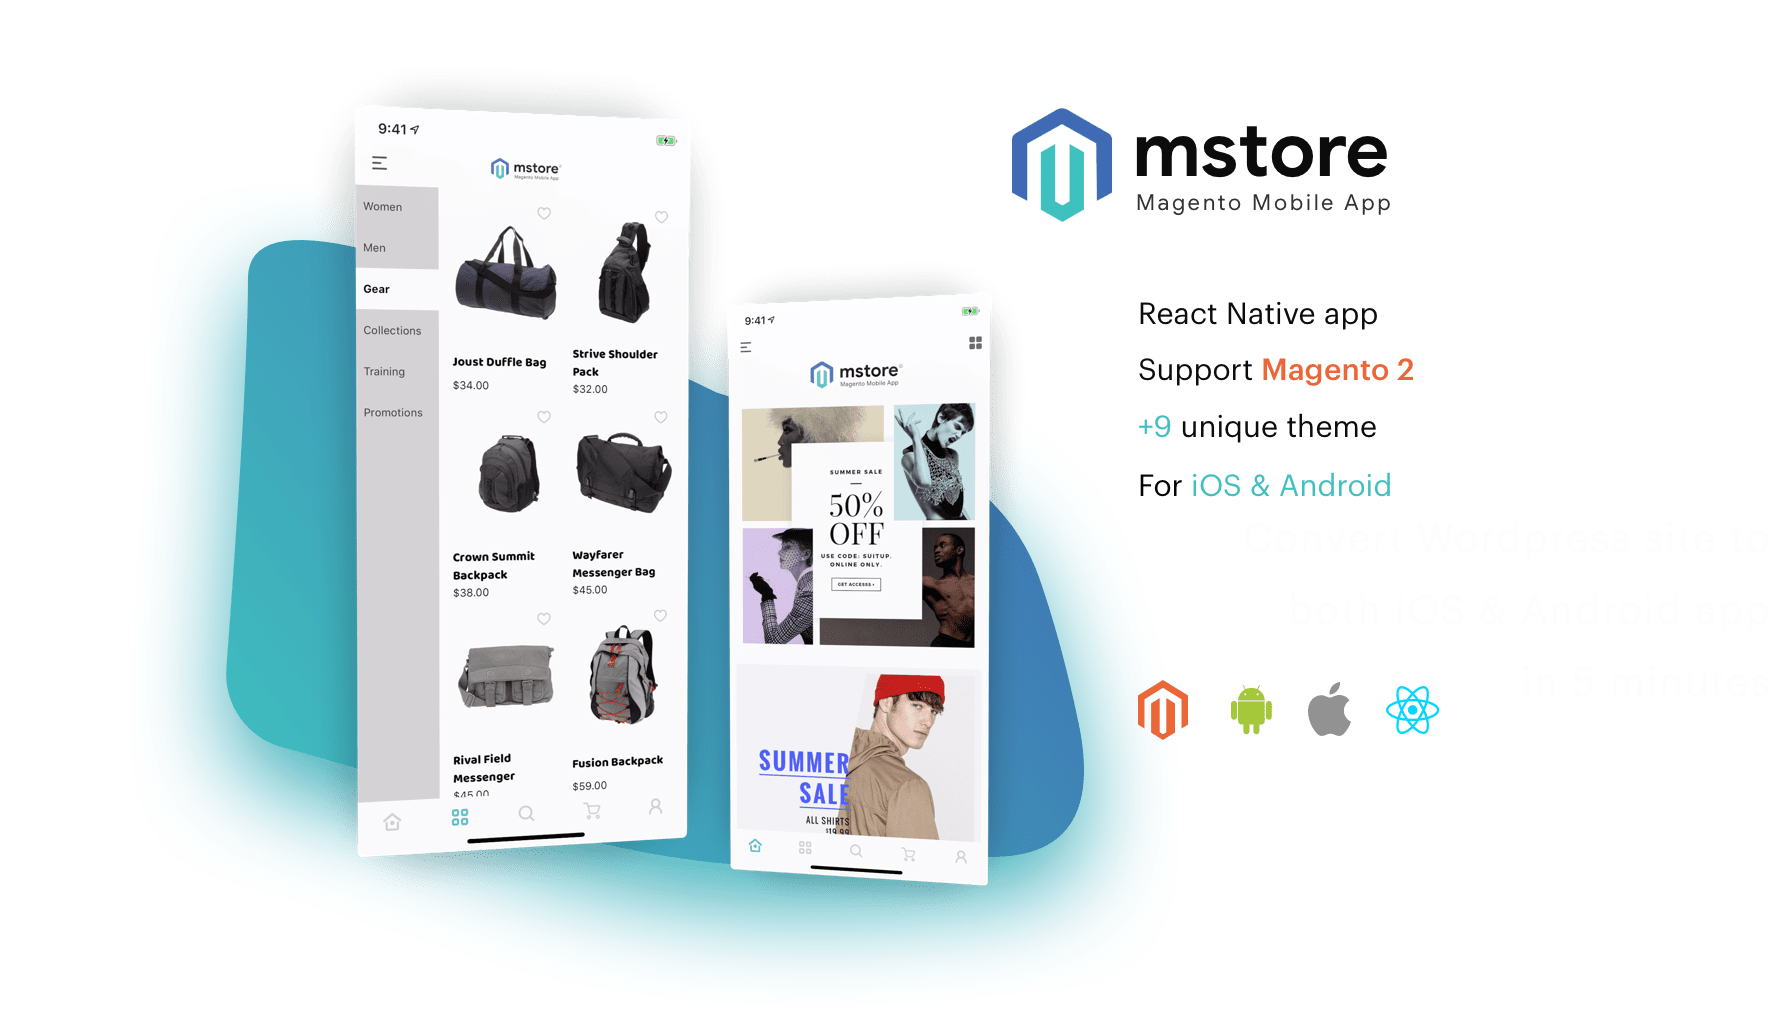 9:41
mstore
Magento Mobile App
Women
Men
Gear
Collections
Training
Promotions
Joust Duffle Bag
$34.00
Strive Shoulder
Pack
$32.00
Crown Summit
Backpack
$38.00
Wayfarer
Messenger Bag
$45.00
Rival Field
Messenger
$45.00
Fusion Backpack
$59.00
9:41
mstore
Magento Mobile App
SUMMER SALE
50%
OFF
USE CODE: SUITUP.
ONLINE ONLY.
GET ACCESSES
SUMMER
SALE
ALL SHIRTS
$19.99
mstore
Magento Mobile App
React Native app
Support Magento 2
+9 unique theme
For iOS & Android
Convert Wordpress site to
both iOS & Android app